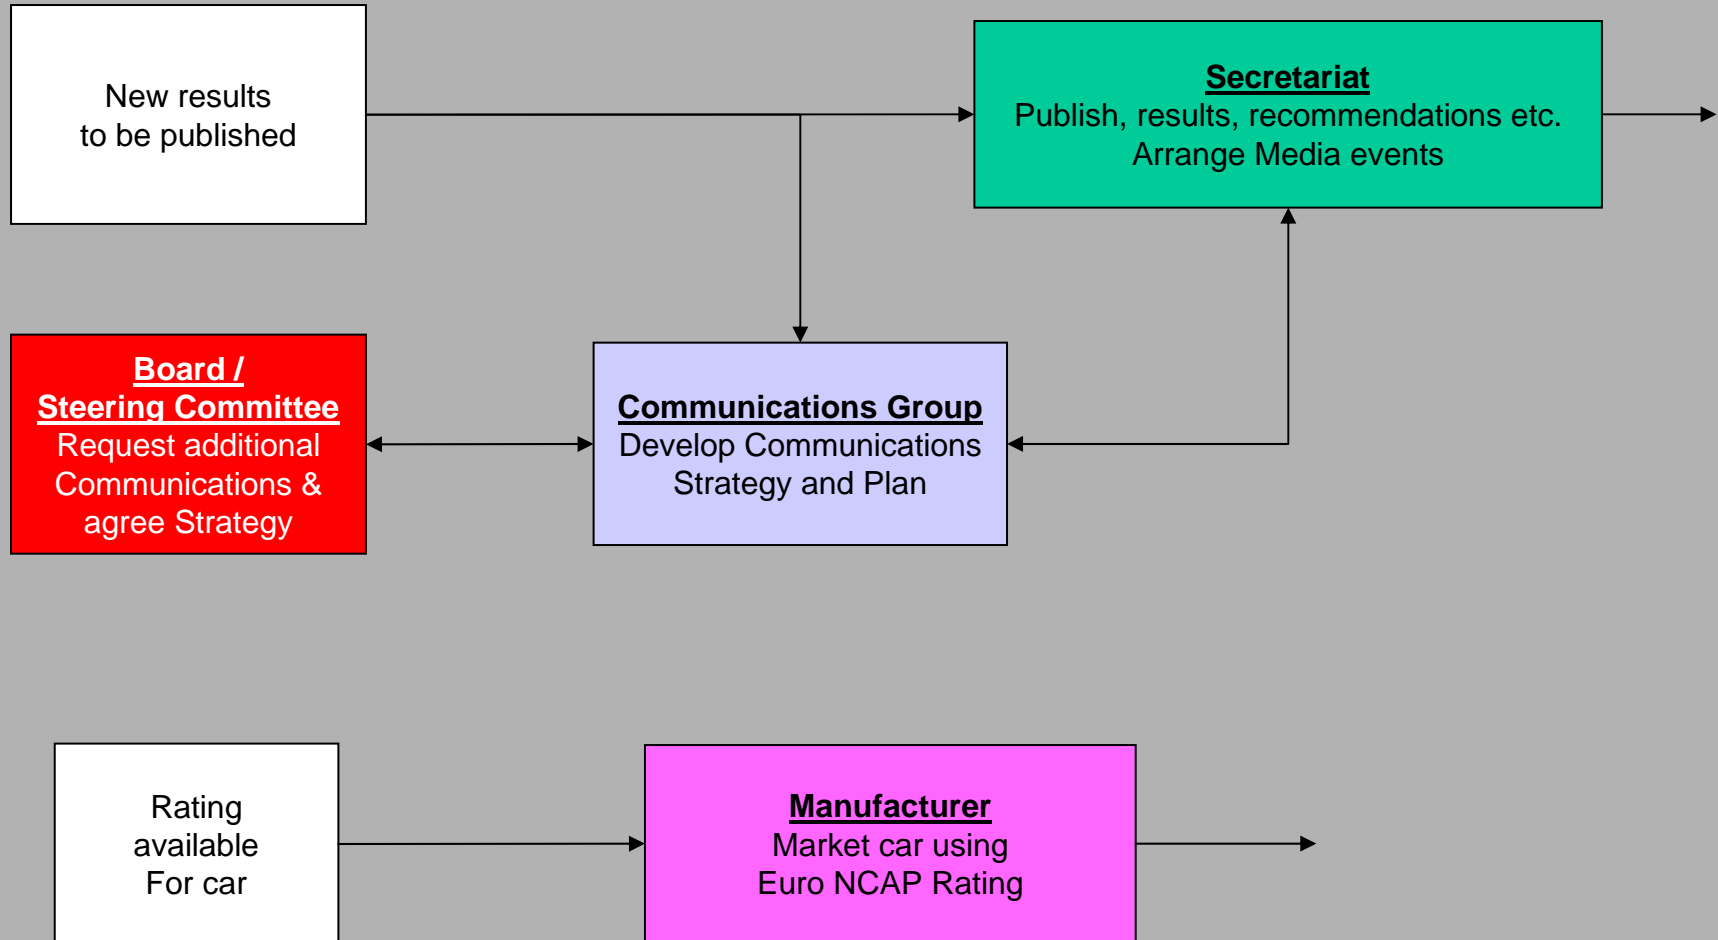 New results
to be published
Secretariat
Publish, results, recommendations etc.
Arrange Media events
Board /
Steering Committee
Request additional
Communications &
agree Strategy
Communications Group
Develop Communications
Strategy and Plan
Rating
available
For car
Manufacturer
Market car using
Euro NCAP Rating